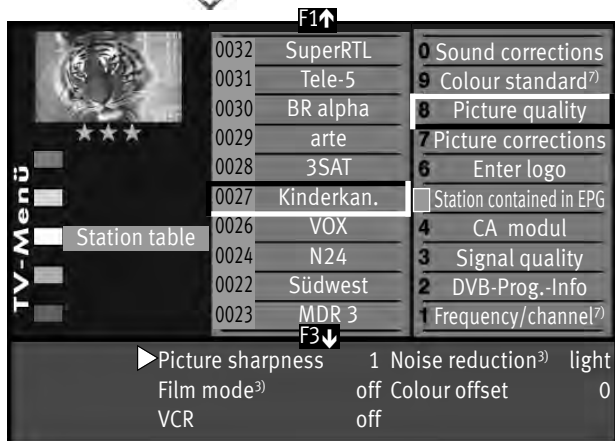 F1↑
TV-Menü
Station table
0032 SuperRTL
0031 Tele-5
0030 BR alpha
0029 arte
0028 3SAT
0027 Kinderkan.
0026 VOX
0024 N24
0022 Südwest
0023 MDR 3
F3↓
0 Sound corrections
9 Colour standard7)
8 Picture quality
7 Picture corrections
6 Enter logo
Station contained in EPG
4 CA modul
3 Signal quality
2 DVB-Prog.-Info
1 Frequency/channel7)
Picture sharpness 1 Noise reduction3) light
Film mode3) off Colour offset 0
VCR off